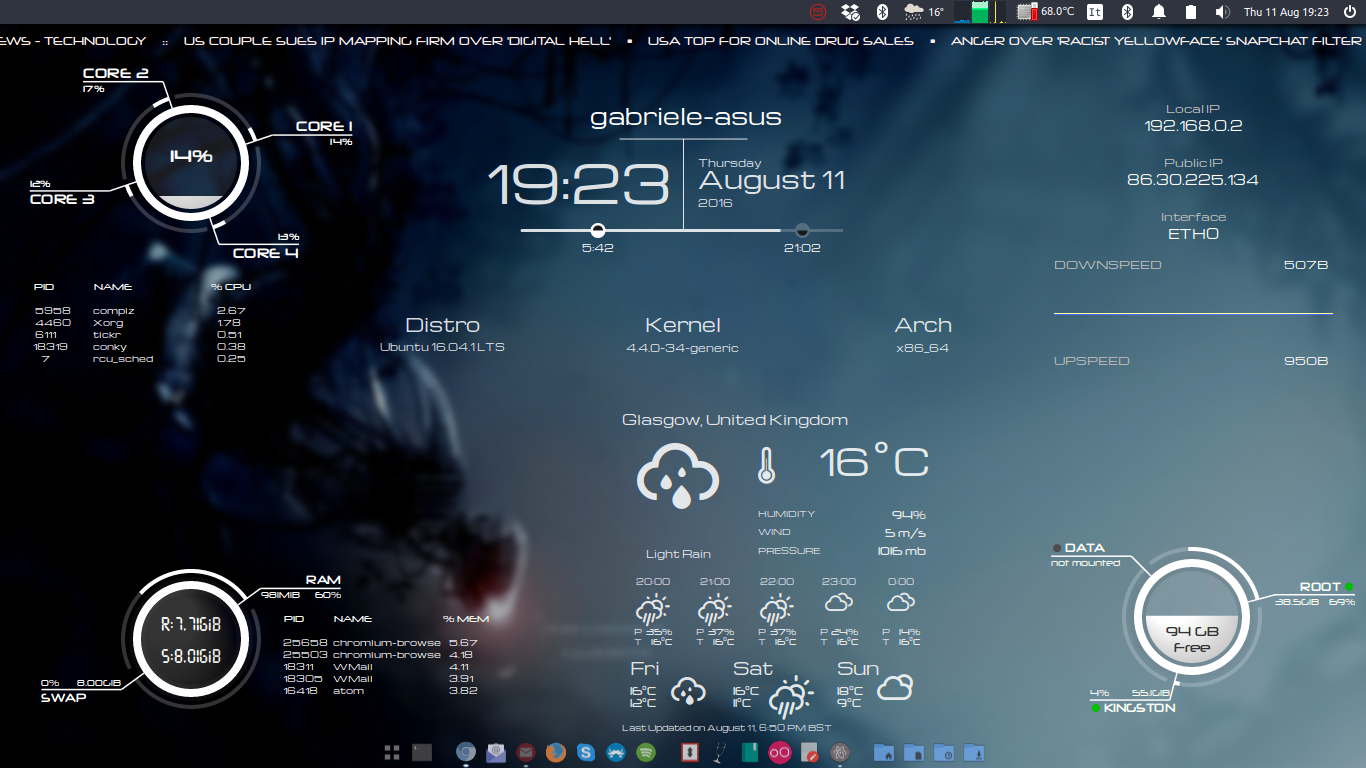 16° 68.0°C It Thu 11 Aug 19:23
EWS - TECHNOLOGY :: US COUPLE SUES IP MAPPING FIRM OVER 'DIGITAL HELL' • USA TOP FOR ONLINE DRUG SALES • ANGER OVER 'RACIST YELLOWFACE' SNAPCHAT FILTER
CORE 2
17%
CORE 1
14%
14%
12%
CORE 3
13%
CORE 4
PID NAME % CPU
5958 compiz 2.67
4460 Xorg 1.78
6111 tickr 0.51
18319 conky 0.38
7 rcu_sched 0.25
gabriele-asus
19:23
Thursday
August 11
2016
5:42 21:02
Local IP
192.168.0.2
Public IP
86.30.225.134
Interface
ETH0
DOWNSPEED 507B
UPSPEED 950B
Distro Kernel Arch
Ubuntu 16.04.1 LTS 4.4.0-34-generic x86_64
Glasgow, United Kingdom
16°C
HUMIDITY 94%
WIND 5 m/s
PRESSURE 1016 mb
Light Rain
20:00 21:00 22:00 23:00 0:00
P 35% P 37% P 37% P 24% P 14%
T 16°C T 16°C T 16°C T 16°C T 16°C
Fri Sat Sun
16°C 16°C 18°C
12°C 11°C 9°C
Last Updated on August 11, 6:50 PM BST
RAM
981MiB 60%
R:7.71GiB
S:8.01GiB
0% 8.00GiB
SWAP
PID NAME % MEM
25658 chromium-browse 5.67
25503 chromium-browse 4.18
18311 WMail 4.11
18305 WMail 3.91
16418 atom 3.82
DATA
not mounted
ROOT
38.5GiB 69%
94 GB
Free
4% 55.1GiB
KINGSTON